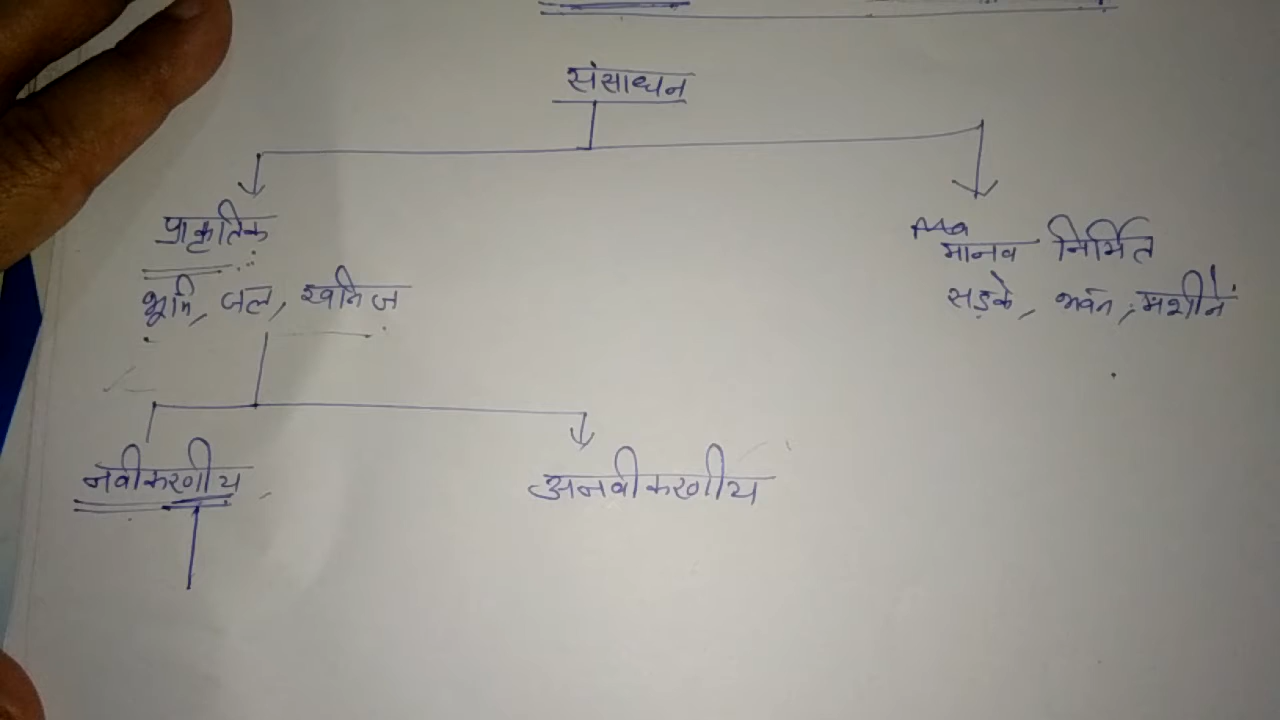 संसाधन
प्राकृतिक
मानव निर्मित
भूमि, जल, खनिज
सड़के, भवन, मशीनें
नवीकरणीय
अनवीकरणीय